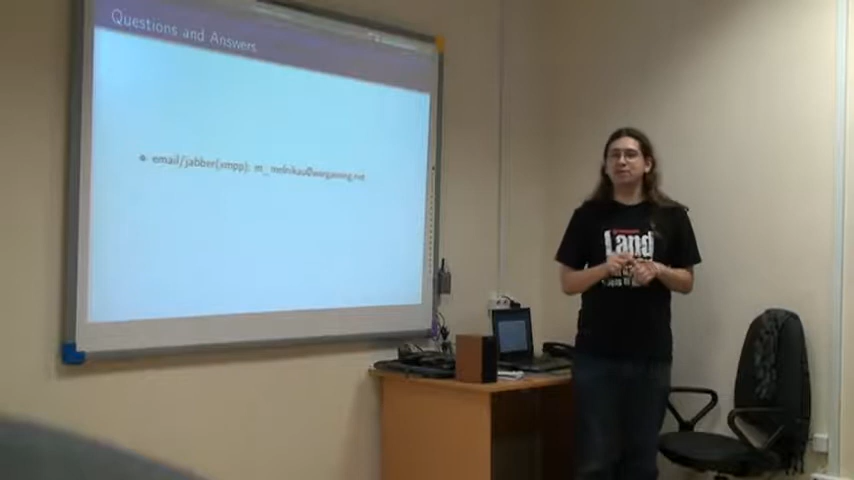 Questions and Answers
email/jabber(xmpp): m_melnikau@wargaming.net
Land